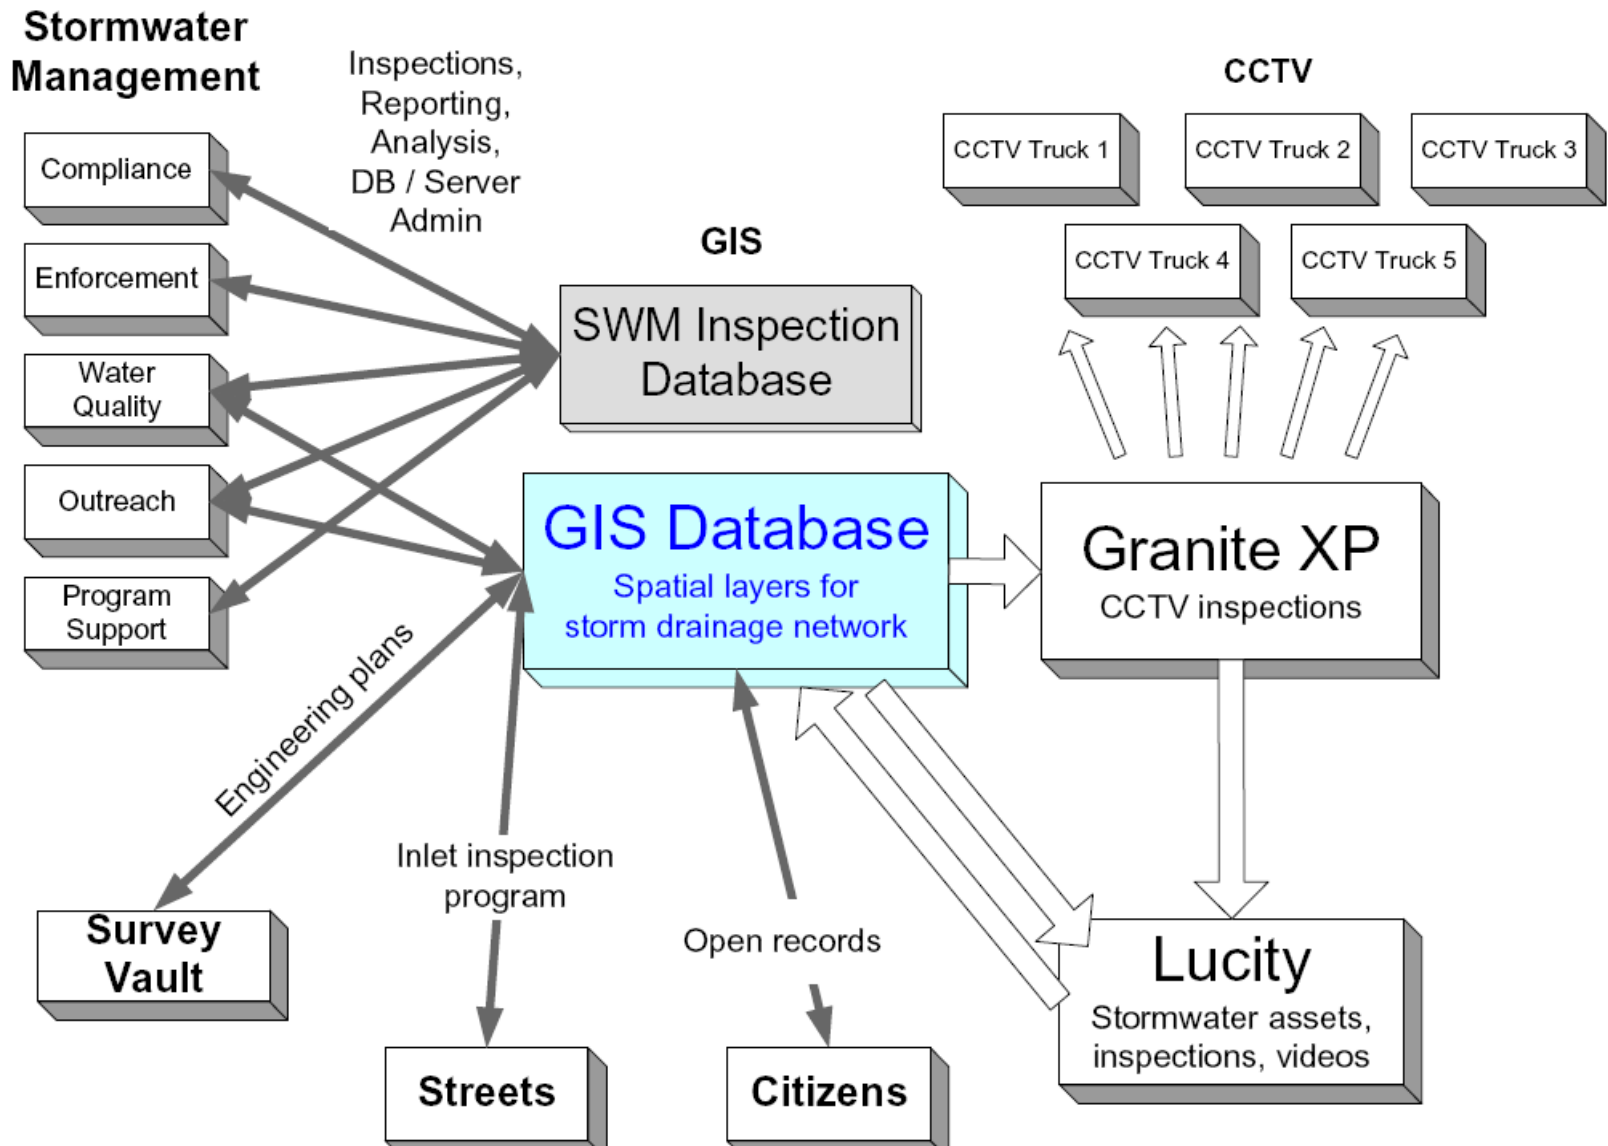 Stormwater
Management
Inspections,
Reporting,
Analysis,
DB / Server
Admin
CCTV
CCTV Truck 1
CCTV Truck 2
CCTV Truck 3
CCTV Truck 4
CCTV Truck 5
Compliance
Enforcement
Water
Quality
Outreach
Program
Support
GIS
SWM Inspection
Database
GIS Database
Spatial layers for
storm drainage network
Granite XP
CCTV inspections
Engineering plans
Inlet inspection
program
Open records
Survey
Vault
Streets
Citizens
Lucity
Stormwater assets,
inspections, videos